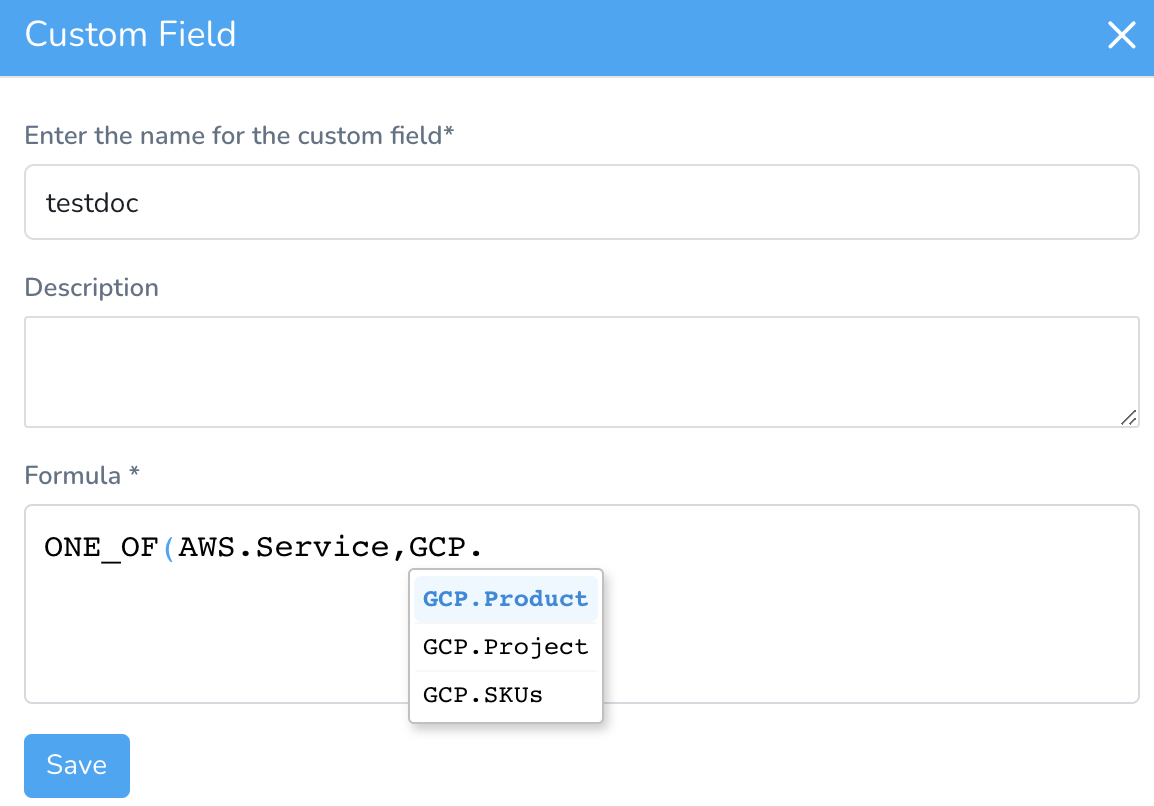 Custom Field
Enter the name for the custom field*
testdoc
Description
Formula *
ONE_OF(AWS.Service,GCP.
GCP.Product
GCP.Project
GCP.SKUs
Save